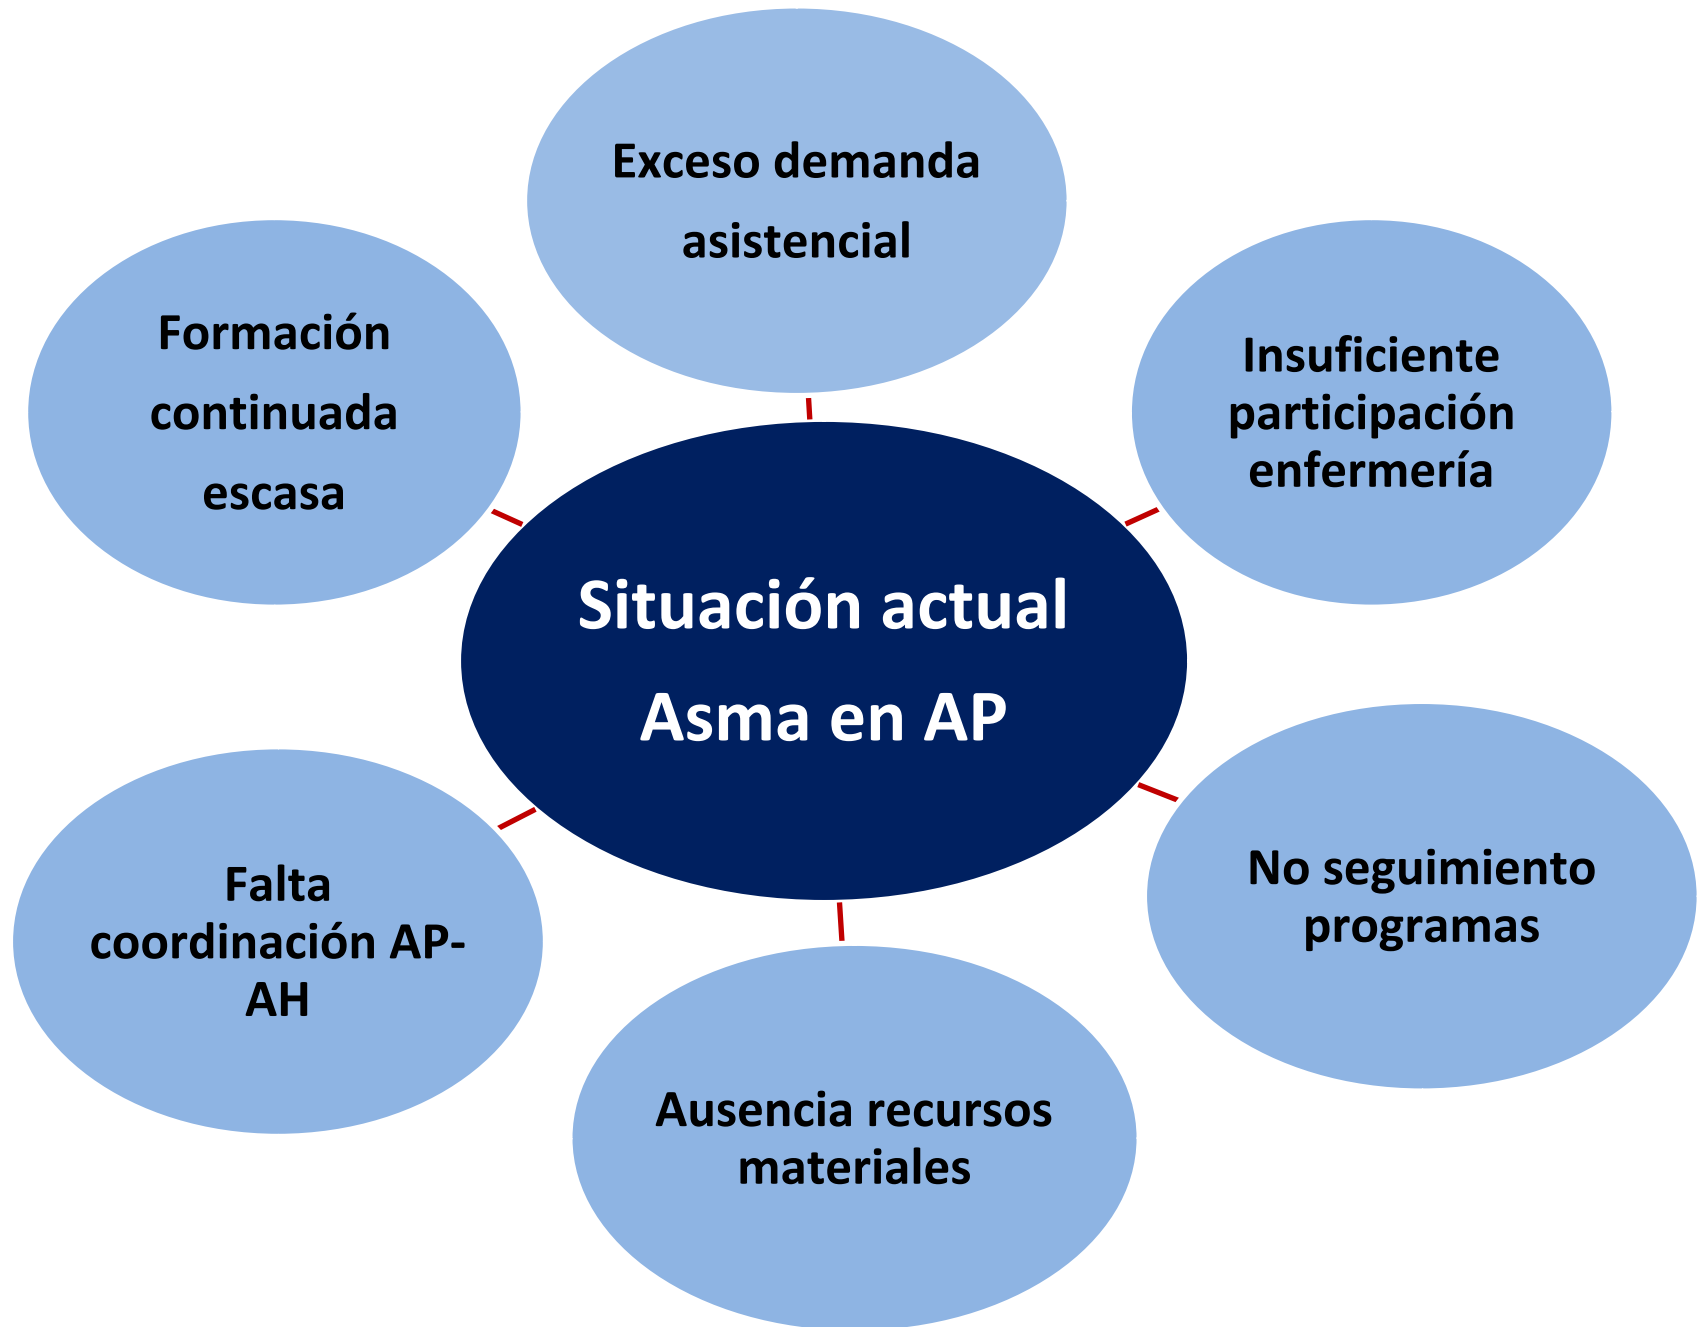 Exceso demanda
asistencial
Formación
continuada
escasa
Insuficiente
participación
enfermería
Situación actual
Asma en AP
Falta
coordinación AP-
AH
No seguimiento
programas
Ausencia recursos
materiales